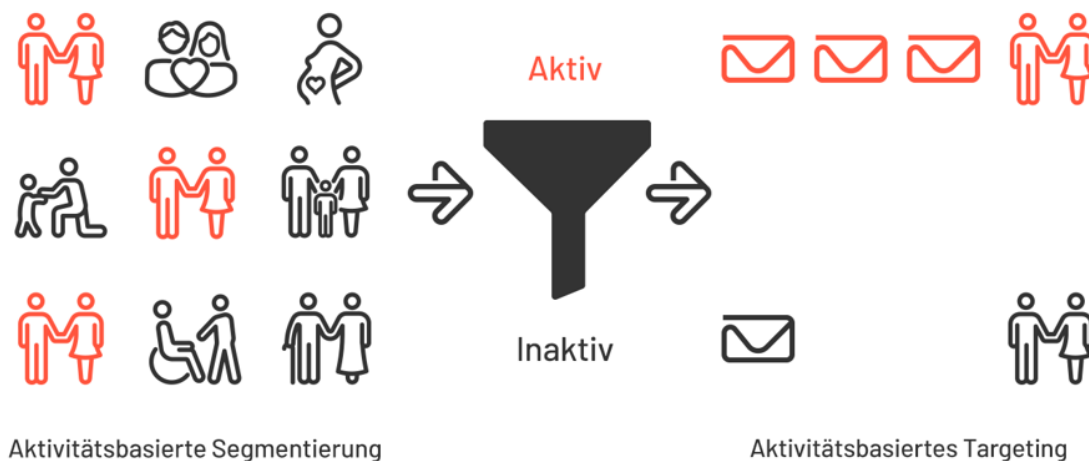 Aktiv
Inaktiv
Aktivitätsbasierte Segmentierung
Aktivitätsbasiertes Targeting